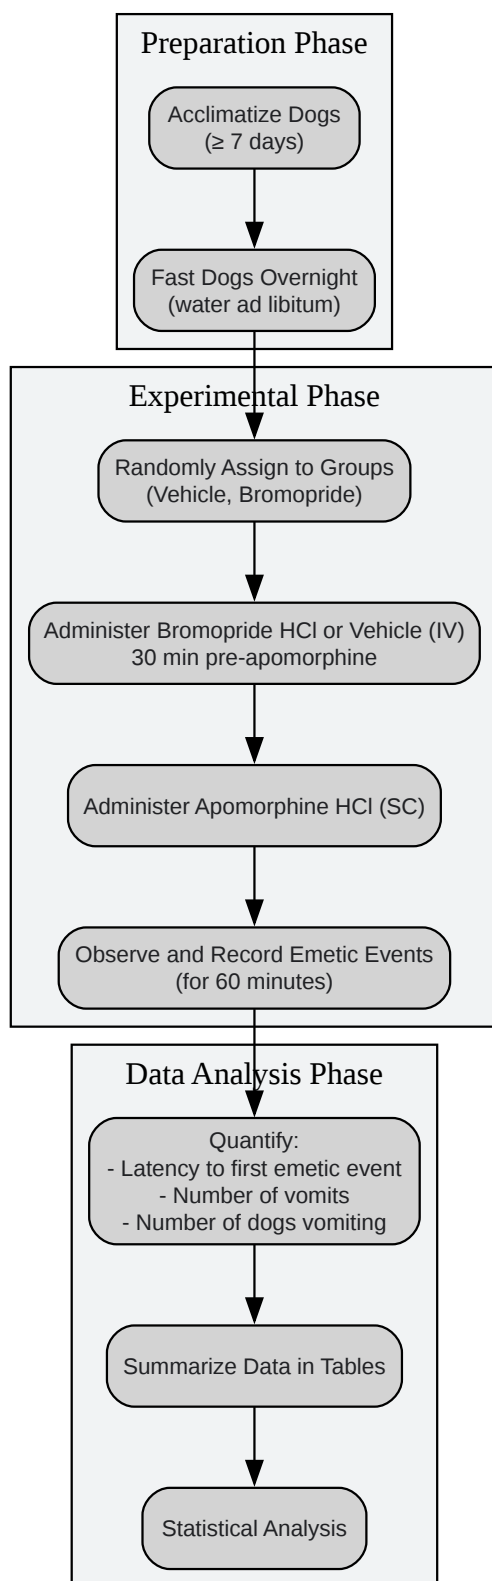 Preparation Phase
Acclimatize Dogs
(≥ 7 days)
Fast Dogs Overnight
(water ad libitum)
Experimental Phase
Randomly Assign to Groups
(Vehicle, Bromopride)
Administer Bromopride HCl or Vehicle (IV)
30 min pre-apomorphine
Administer Apomorphine HCl (SC)
Observe and Record Emetic Events
(for 60 minutes)
Data Analysis Phase
Quantify:
- Latency to first emetic event
- Number of vomits
- Number of dogs vomiting
Summarize Data in Tables
Statistical Analysis